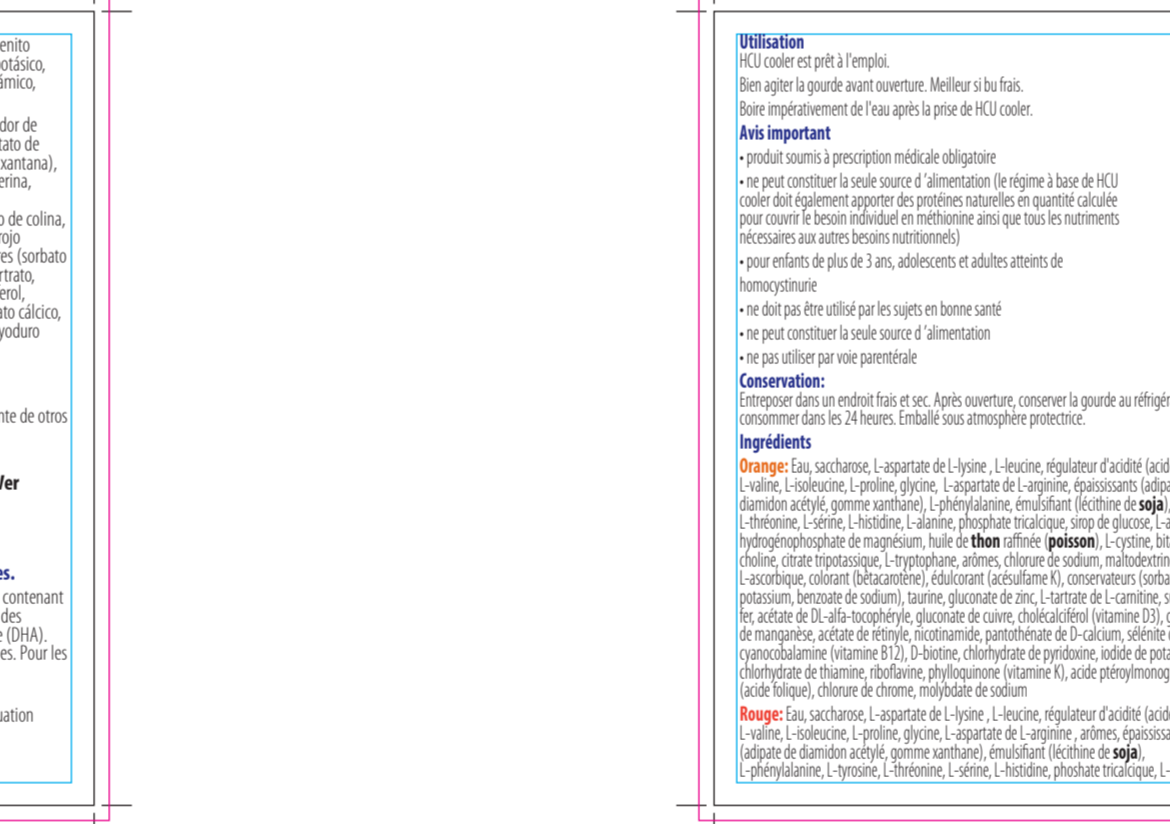 enito
otásico,
ámico,
dor de
tato de
xantana),
erina,
o de colina,
rojo
es (sorbato
rtrato,
erol,
ato cálcico,
yoduro
nte de otros
Ver
es.
contenant
des
e (DHA).
es. Pour les
uation
Utilisation
HCU cooler est prêt à l'emploi.
Bien agiter la gourde avant ouverture. Meilleur si bu frais.
Boire impérativement de l'eau après la prise de HCU cooler.
Avis important
• produit soumis à prescription médicale obligatoire
• ne peut constituer la seule source d 'alimentation (le régime à base de HCU
cooler doit également apporter des protéines naturelles en quantité calculée
pour couvrir le besoin individuel en méthionine ainsi que tous les nutriments
nécessaires aux autres besoins nutritionnels)
• pour enfants de plus de 3 ans, adolescents et adultes atteints de
homocystinurie
• ne doit pas être utilisé par les sujets en bonne santé
• ne peut constituer la seule source d 'alimentation
• ne pas utiliser par voie parentérale
Conservation:
Entreposer dans un endroit frais et sec. Après ouverture, conserver la gourde au réfrigér
consommer dans les 24 heures. Emballé sous atmosphère protectrice.
Ingrédients
Orange: Eau, saccharose, L-aspartate de L-lysine , L-leucine, régulateur d'acidité (acid
L-valine, L-isoleucine, L-proline, glycine, L-aspartate de L-arginine, épaississants (adipa
diamidon acétylé, gomme xanthane), L-phénylalanine, émulsifiant (lécithine de soja),
L-thréonine, L-sérine, L-histidine, L-alanine, phosphate tricalcique, sirop de glucose, L-a
hydrogénophosphate de magnésium, huile de thon raffinée (poisson), L-cystine, bit
choline, citrate tripotassique, L-tryptophane, arômes, chlorure de sodium, maltodextrin
L-ascorbique, colorant (bêtacarotène), édulcorant (acésulfame K), conservateurs (sorba
potassium, benzoate de sodium), taurine, gluconate de zinc, L-tartrate de L-carnitine, s
fer, acétate de DL-alfa-tocophéryle, gluconate de cuivre, cholécalciférol (vitamine D3), g
de manganèse, acétate de rétinyle, nicotinamide, pantothénate de D-calcium, sélénite
cyanocobalamine (vitamine B12), D-biotine, chlorhydrate de pyridoxine, iodide de pota
chlorhydrate de thiamine, riboflavine, phylloquinone (vitamine K), acide ptéroylmonog
(acide folique), chlorure de chrome, molybdate de sodium
Rouge: Eau, saccharose, L-aspartate de L-lysine , L-leucine, régulateur d'acidité (acid
L-valine, L-isoleucine, L-proline, glycine, L-aspartate de L-arginine , arômes, épaississa
(adipate de diamidon acétylé, gomme xanthane), émulsifiant (lécithine de soja),
L-phénylalanine, L-tyrosine, L-thréonine, L-sérine, L-histidine, phoshate tricalcique, L-